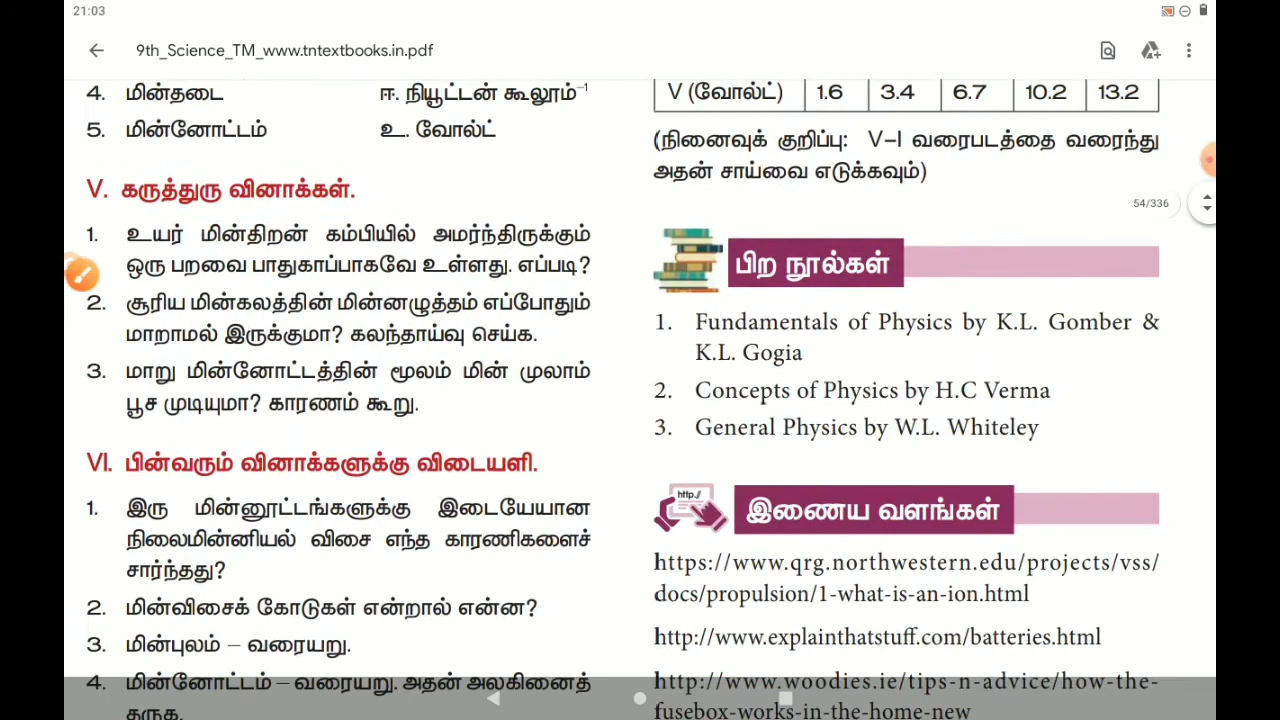 21:03
9th_Science_TM_www.tntextbooks.in.pdf
4. மின்தடை ஈ. நியூட்டன் கூலூம்⁻¹
5. மின்னோட்டம் உ. வோல்ட்
V. கருத்துரு வினாக்கள்.
1. உயர் மின்திறன் கம்பியில் அமர்ந்திருக்கும்
ஒரு பறவை பாதுகாப்பாகவே உள்ளது. எப்படி?
2. சூரிய மின்கலத்தின் மின்னழுத்தம் எப்போதும்
மாறாமல் இருக்குமா? கலந்தாய்வு செய்க.
3. மாறு மின்னோட்டத்தின் மூலம் மின் முலாம்
பூச முடியுமா? காரணம் கூறு.
VI. பின்வரும் வினாக்களுக்கு விடையளி.
1. இரு மின்னூட்டங்களுக்கு இடையேயான
நிலைமின்னியல் விசை எந்த காரணிகளைச்
சார்ந்தது?
2. மின்விசைக் கோடுகள் என்றால் என்ன?
3. மின்புலம் – வரையறு.
4. மின்னோட்டம் – வரையறு. அதன் அலகினைத்
தருக.
V (வோல்ட்) 1.6 3.4 6.7 10.2 13.2
(நினைவுக் குறிப்பு: V–I வரைபடத்தை வரைந்து
அதன் சாய்வை எடுக்கவும்)
54/336
பிற நூல்கள்
1. Fundamentals of Physics by K.L. Gomber &
K.L. Gogia
2. Concepts of Physics by H.C Verma
3. General Physics by W.L. Whiteley
http://
இணைய வளங்கள்
https://www.qrg.northwestern.edu/projects/vss/
docs/propulsion/1-what-is-an-ion.html
http://www.explainthatstuff.com/batteries.html
http://www.woodies.ie/tips-n-advice/how-the-
fusebox-works-in-the-home-new